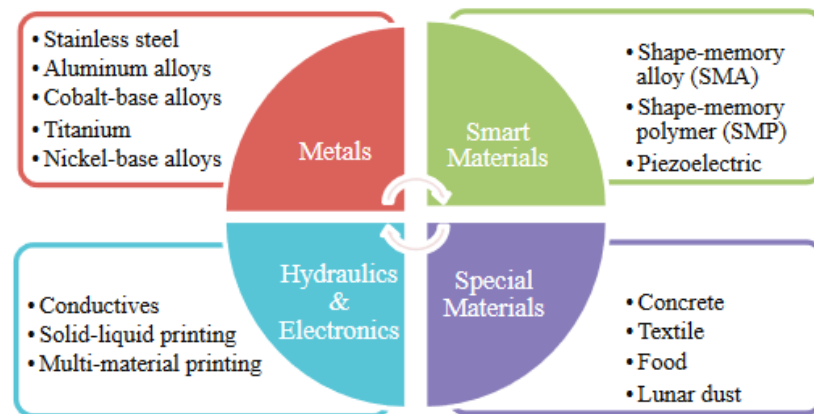 • Stainless steel
• Aluminum alloys
• Cobalt-base alloys
• Titanium
• Nickel-base alloys
Metals
Smart
Materials
• Shape-memory
alloy (SMA)
• Shape-memory
polymer (SMP)
• Piezoelectric
• Conductives
• Solid-liquid printing
• Multi-material printing
Hydraulics
&
Electronics
Special
Materials
• Concrete
• Textile
• Food
• Lunar dust